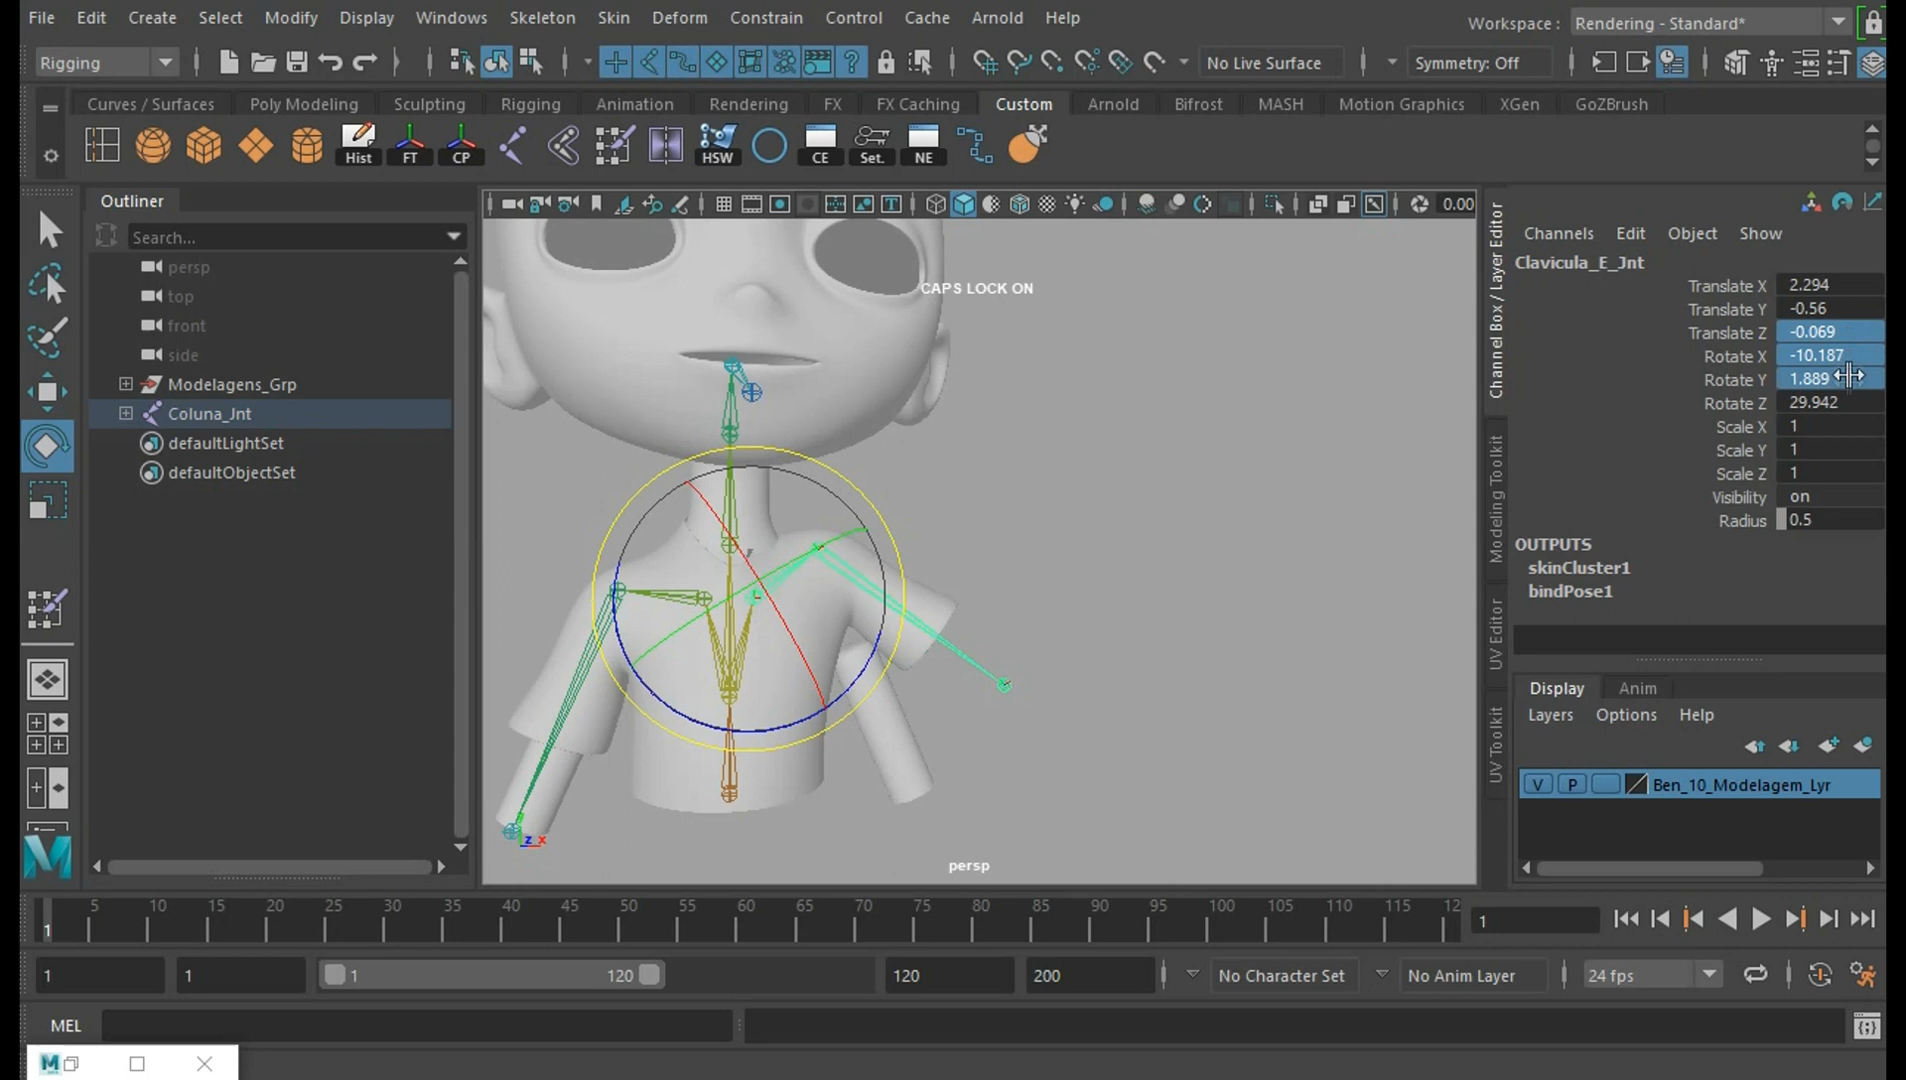 File Edit Create Select Modify Display Windows Skeleton Skin Deform Constrain Control Cache Arnold Help
Workspace : Rendering - Standard*
Rigging
No Live Surface
Symmetry: Off
Curves / Surfaces Poly Modeling Sculpting Rigging Animation Rendering FX FX Caching Custom Arnold Bifrost MASH Motion Graphics XGen GoZBrush
Hist FT CP HSW CE Set. NE
Outliner
Search...
persp
top
front
side
Modelagens_Grp
Coluna_Jnt
defaultLightSet
defaultObjectSet
0.00
CAPS LOCK ON
z x
persp
Channel Box / Layer Editor
Modeling Toolkit
UV Editor
UV Toolkit
Channels Edit Object Show
Clavicula_E_Jnt
Translate X 2.294
Translate Y -0.56
Translate Z -0.069
Rotate X -10.187
Rotate Y 1.889
Rotate Z 29.942
Scale X 1
Scale Y 1
Scale Z 1
Visibility on
Radius 0.5
OUTPUTS
skinCluster1
bindPose1
Display Anim
Layers Options Help
V P Ben_10_Modelagem_Lyr
1 5 10 15 20 25 30 35 40 45 50 55 60 65 70 75 80 85 90 95 100 105 110 115 12
1
1 1 1 120 120 200 No Character Set No Anim Layer 24 fps
MEL
M